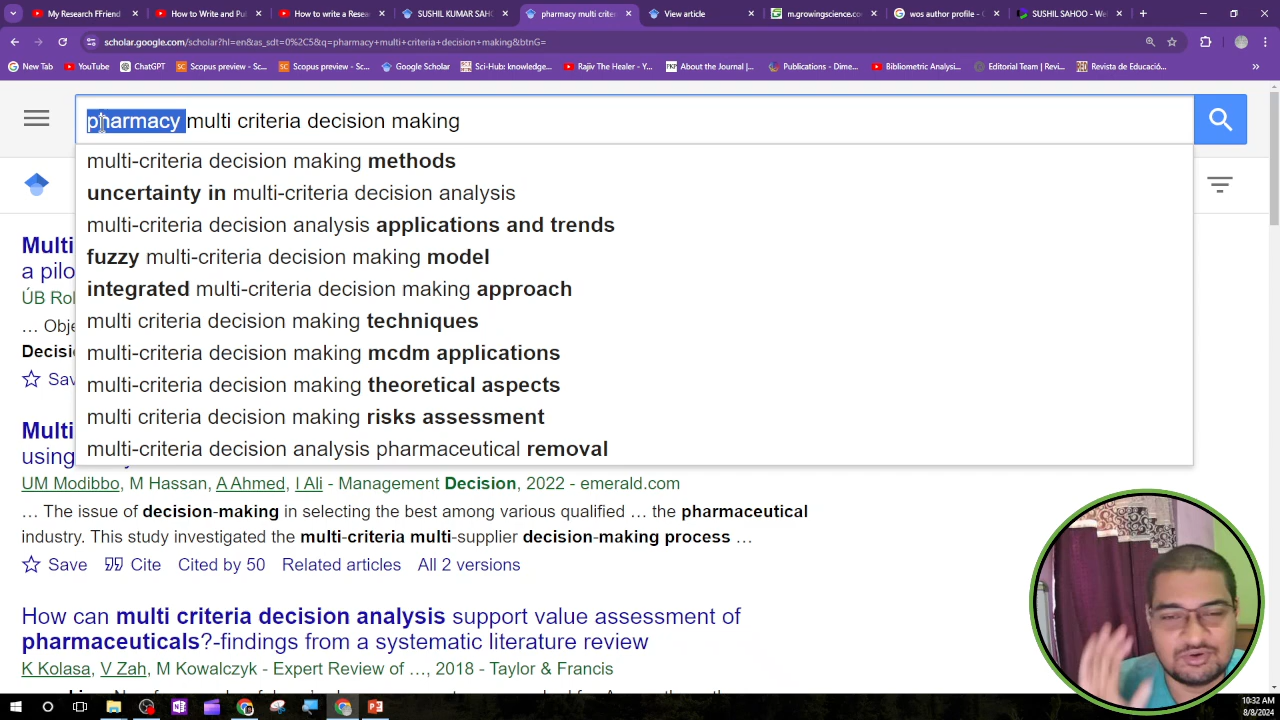 My Research Furnished
How to Write and Pu
How to write a Rese
SUSHIL KUMAR SAH
pharmacy multi criter
View article
m.growingscience.co
wos author profile - G
SUSHIL SAHOO - We
scholar.google.com/scholar?hl=en&as_sdt=0%2C5&q=pharmacy+multi+criteria+decision+making&btnG=
New Tab
YouTube
ChatGPT
Scopus preview - Sc...
Scopus preview - Sc...
Google Scholar
Sci-Hub: knowledge...
Rajiv The Healer - Y...
About the Journal |...
Publications - Dime...
Bibliometric Analysi...
Editorial Team | Revi...
Revista de Educació...
pharmacy multi criteria decision making
multi-criteria decision making methods
uncertainty in multi-criteria decision analysis
multi-criteria decision analysis applications and trends
fuzzy multi-criteria decision making model
integrated multi-criteria decision making approach
multi criteria decision making techniques
multi-criteria decision making mcdm applications
multi-criteria decision making theoretical aspects
multi criteria decision making risks assessment
multi-criteria decision analysis pharmaceutical removal
Multi
a pilo
ÚB Rol
... Obje
Decisi
Sav
Multi
using
UM Modibbo, M Hassan, A Ahmed, I Ali - Management Decision, 2022 - emerald.com
... The issue of decision-making in selecting the best among various qualified ... the pharmaceutical
industry. This study investigated the multi-criteria multi-supplier decision-making process ...
Save Cite Cited by 50 Related articles All 2 versions
How can multi criteria decision analysis support value assessment of
pharmaceuticals?-findings from a systematic literature review
K Kolasa, V Zah, M Kowalczyk - Expert Review of ..., 2018 - Taylor & Francis
10:32 AM
8/8/2024